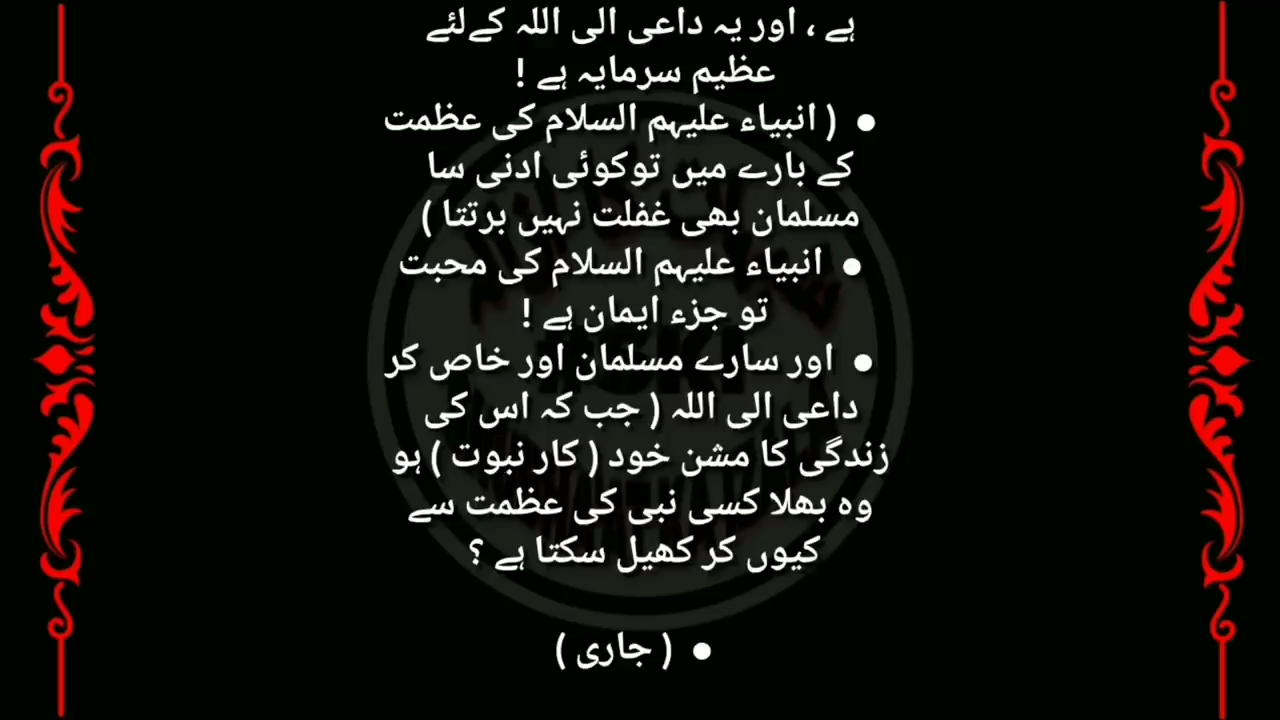 ہے ، اور یہ داعی الی اللہ کےلئے
عظیم سرمایہ ہے !
● ( انبیاء علیہم السلام کی عظمت
کے بارے میں توکوئی ادنی سا
مسلمان بھی غفلت نہیں برتتا )
● انبیاء علیہم السلام کی محبت
تو جزء ایمان ہے !
● اور سارے مسلمان اور خاص کر
داعی الی اللہ ( جب کہ اس کی
زندگی کا مشن خود ( کار نبوت ) ہو
وہ بھلا کسی نبی کی عظمت سے
کیوں کر کھیل سکتا ہے ؟
● ( جاری )